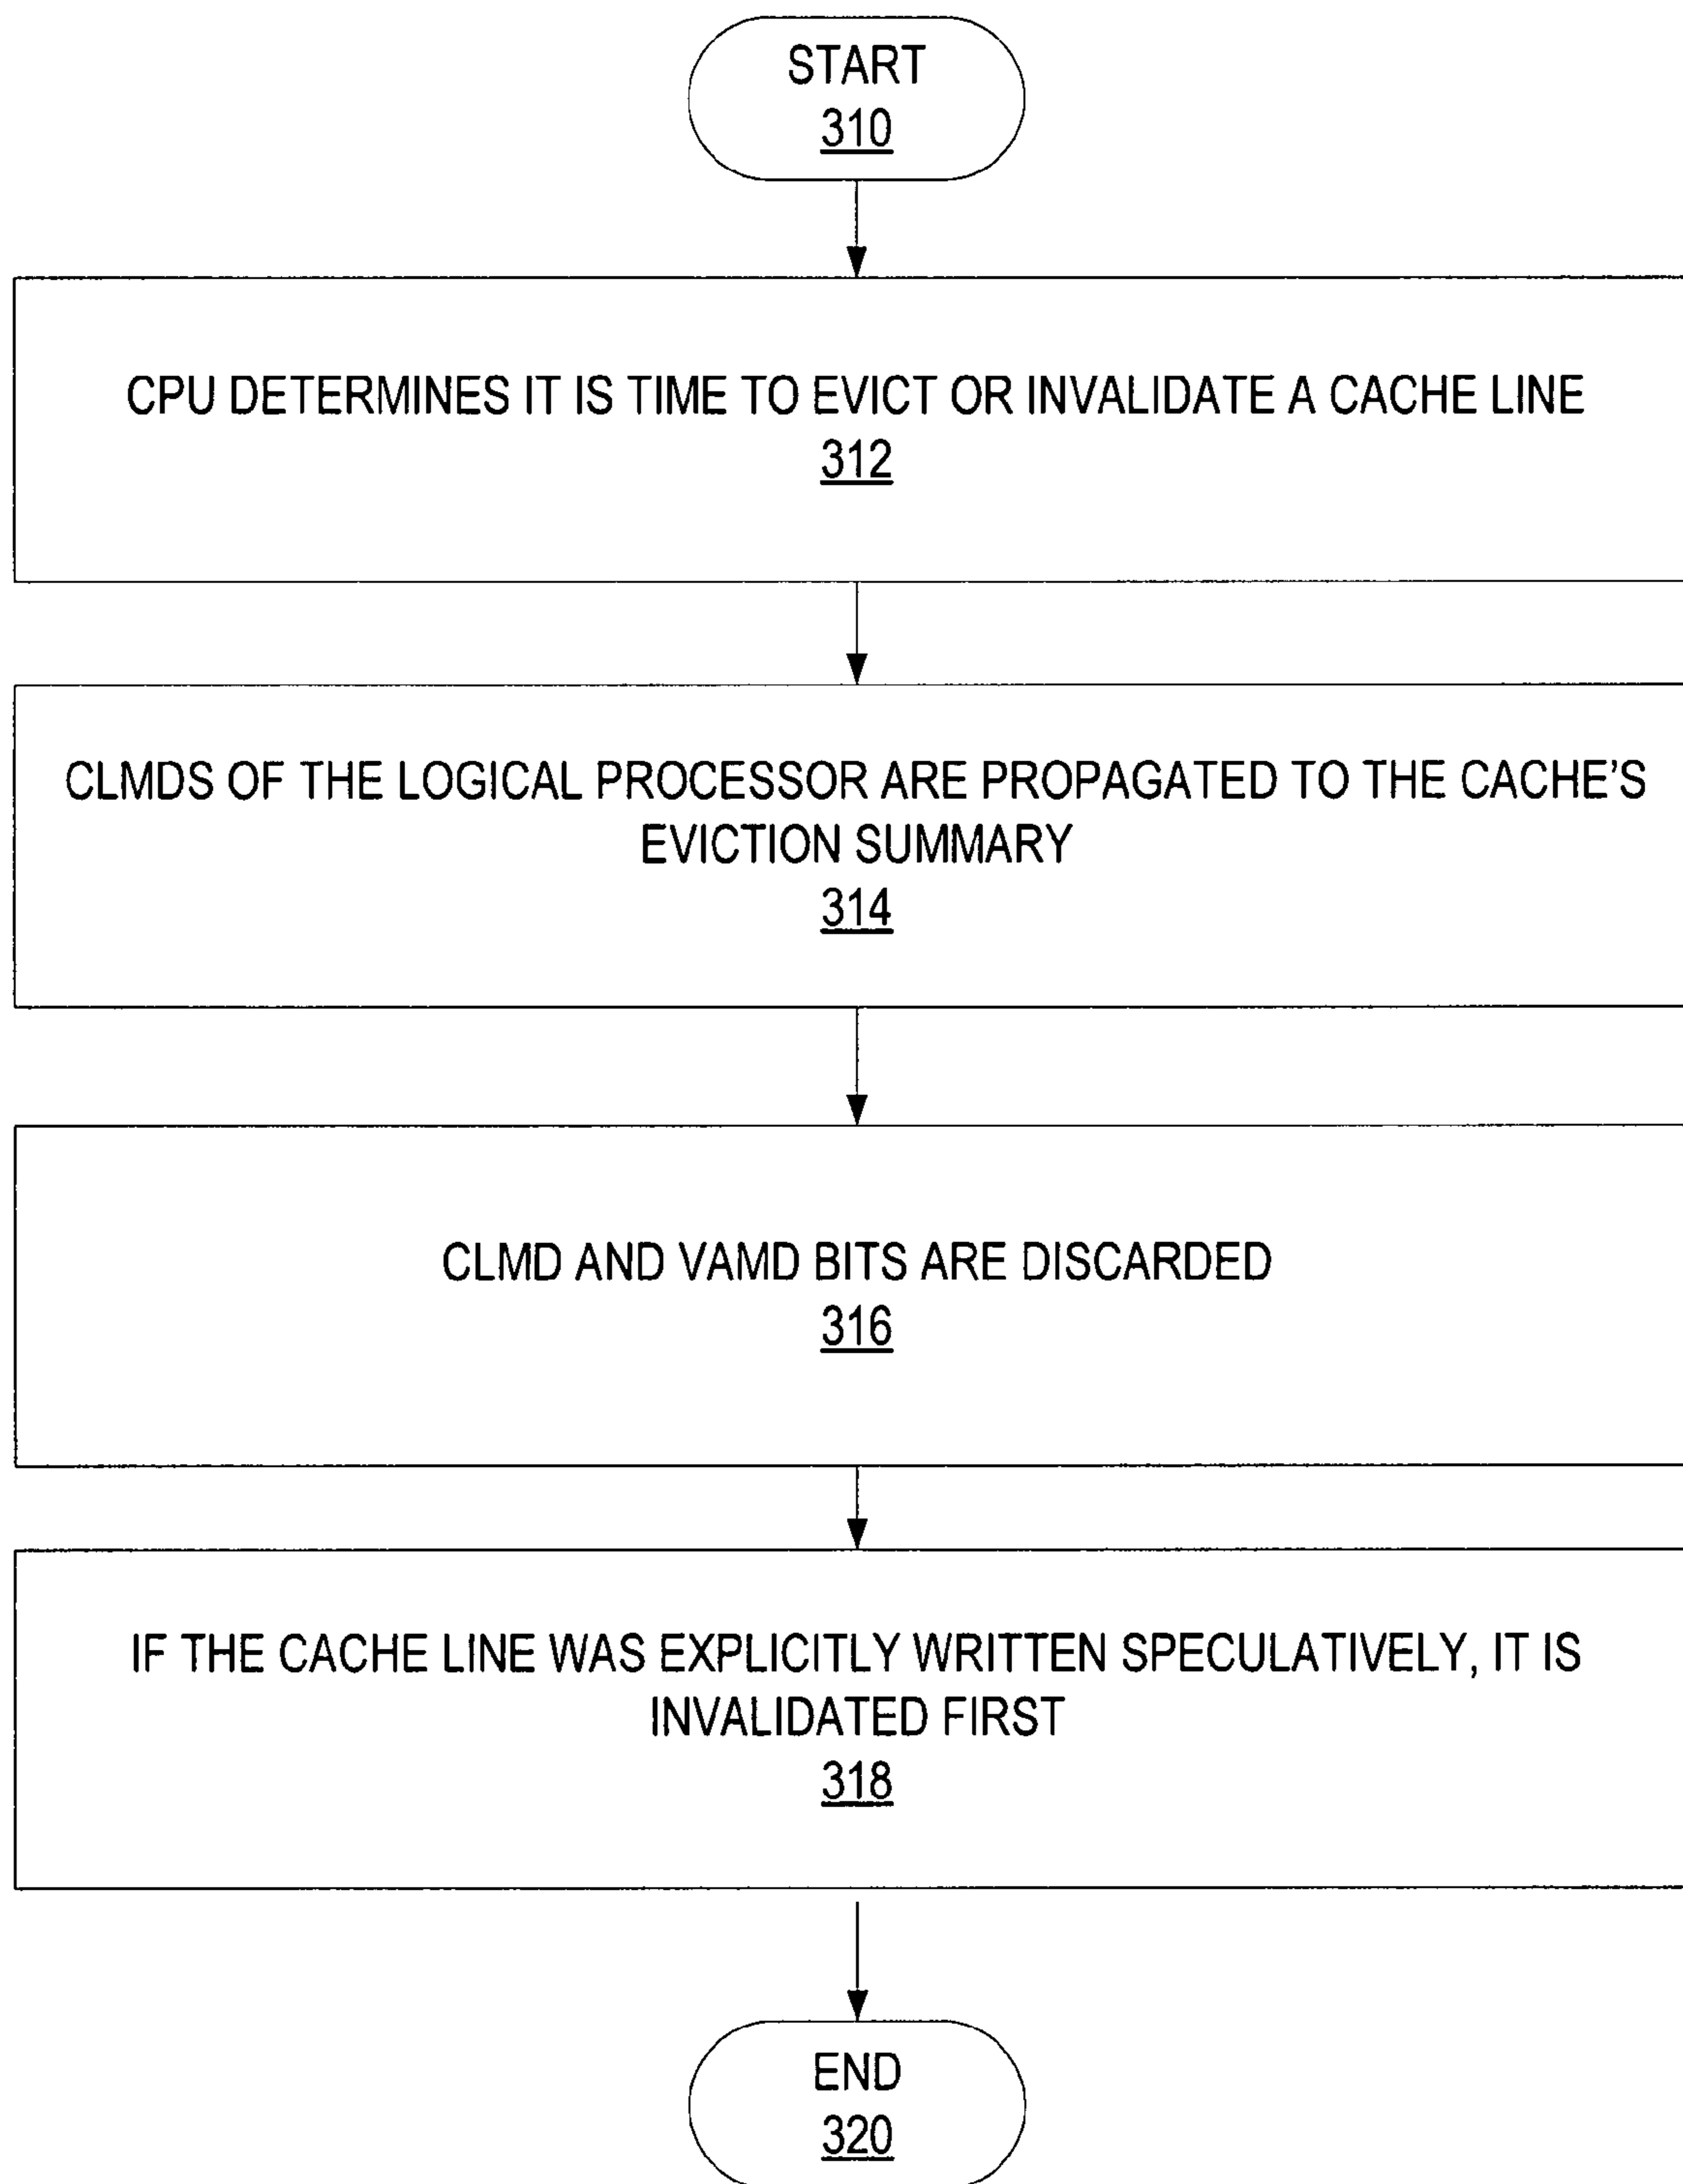 START
310
CPU DETERMINES IT IS TIME TO EVICT OR INVALIDATE A CACHE LINE
312
CLMDS OF THE LOGICAL PROCESSOR ARE PROPAGATED TO THE CACHE'S
EVICTION SUMMARY
314
CLMD AND VAMD BITS ARE DISCARDED
316
IF THE CACHE LINE WAS EXPLICITLY WRITTEN SPECULATIVELY, IT IS
INVALIDATED FIRST
318
END
320